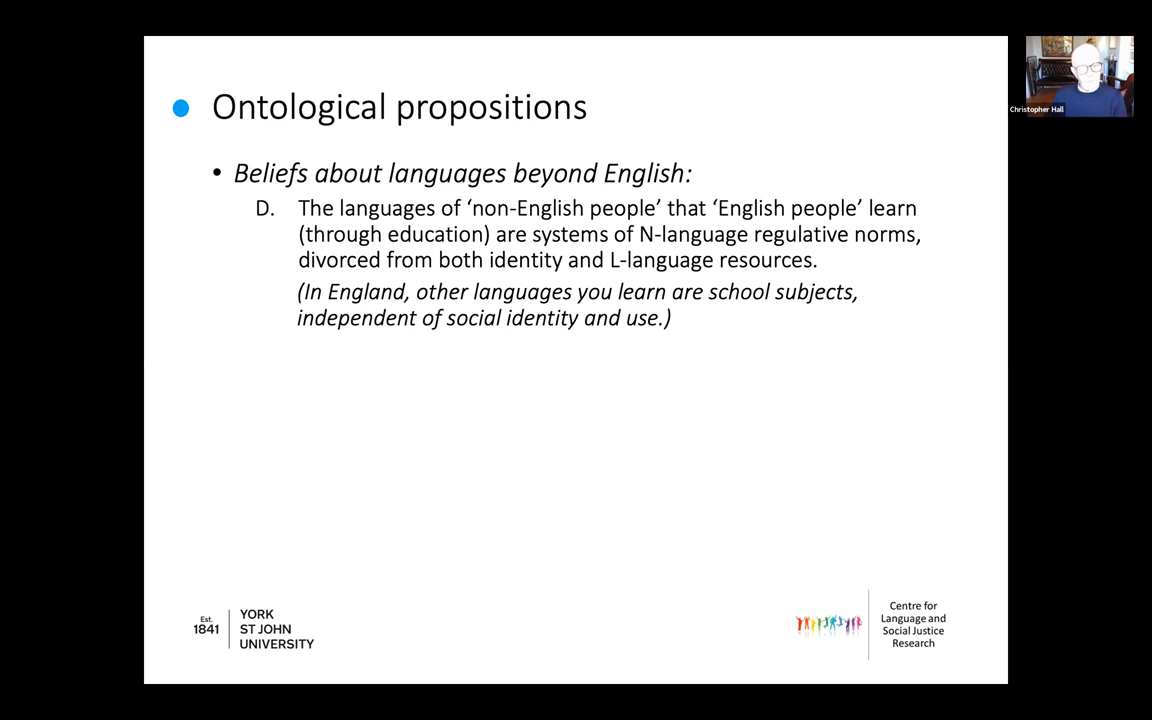 Ontological propositions
• Beliefs about languages beyond English:
D. The languages of ‘non-English people’ that ‘English people’ learn
(through education) are systems of N-language regulative norms,
divorced from both identity and L-language resources.
(In England, other languages you learn are school subjects,
independent of social identity and use.)
Est.
1841
YORK
ST JOHN
UNIVERSITY
Centre for
Language and
Social Justice
Research
Christopher Hall